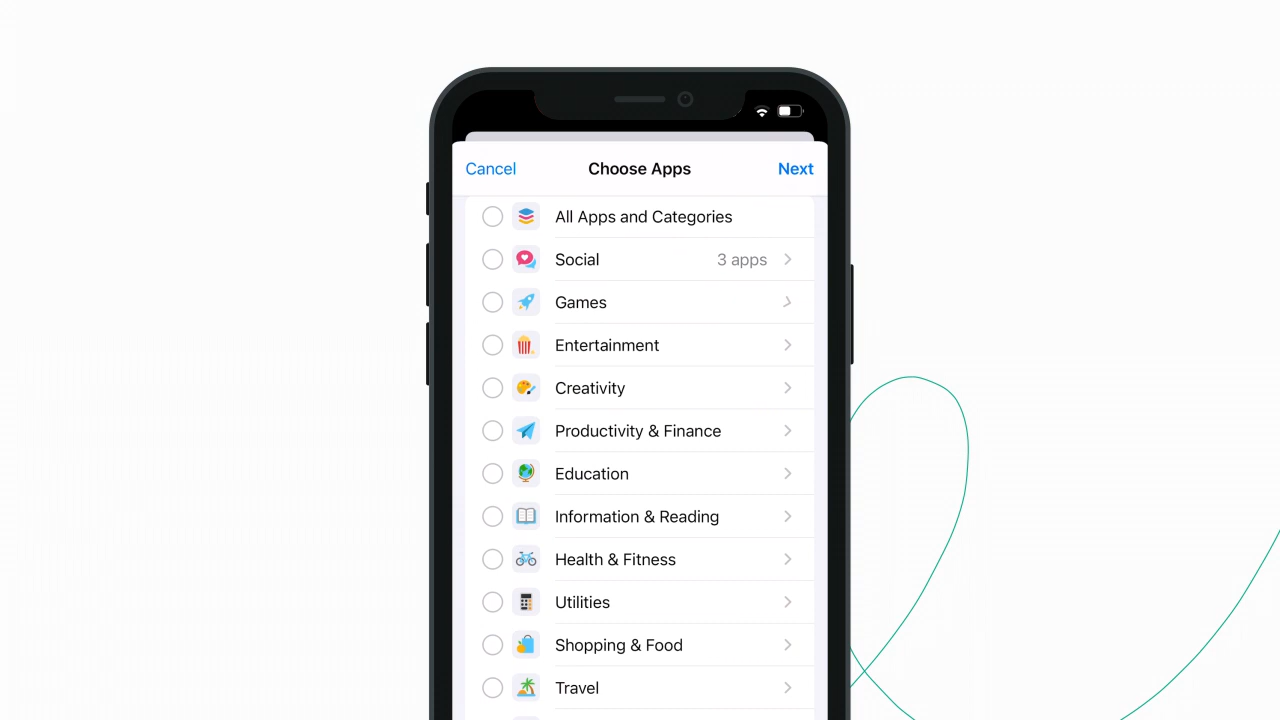 Cancel Choose Apps Next
All Apps and Categories
Social 3 apps
Games
Entertainment
Creativity
Productivity & Finance
Education
Information & Reading
Health & Fitness
Utilities
Shopping & Food
Travel